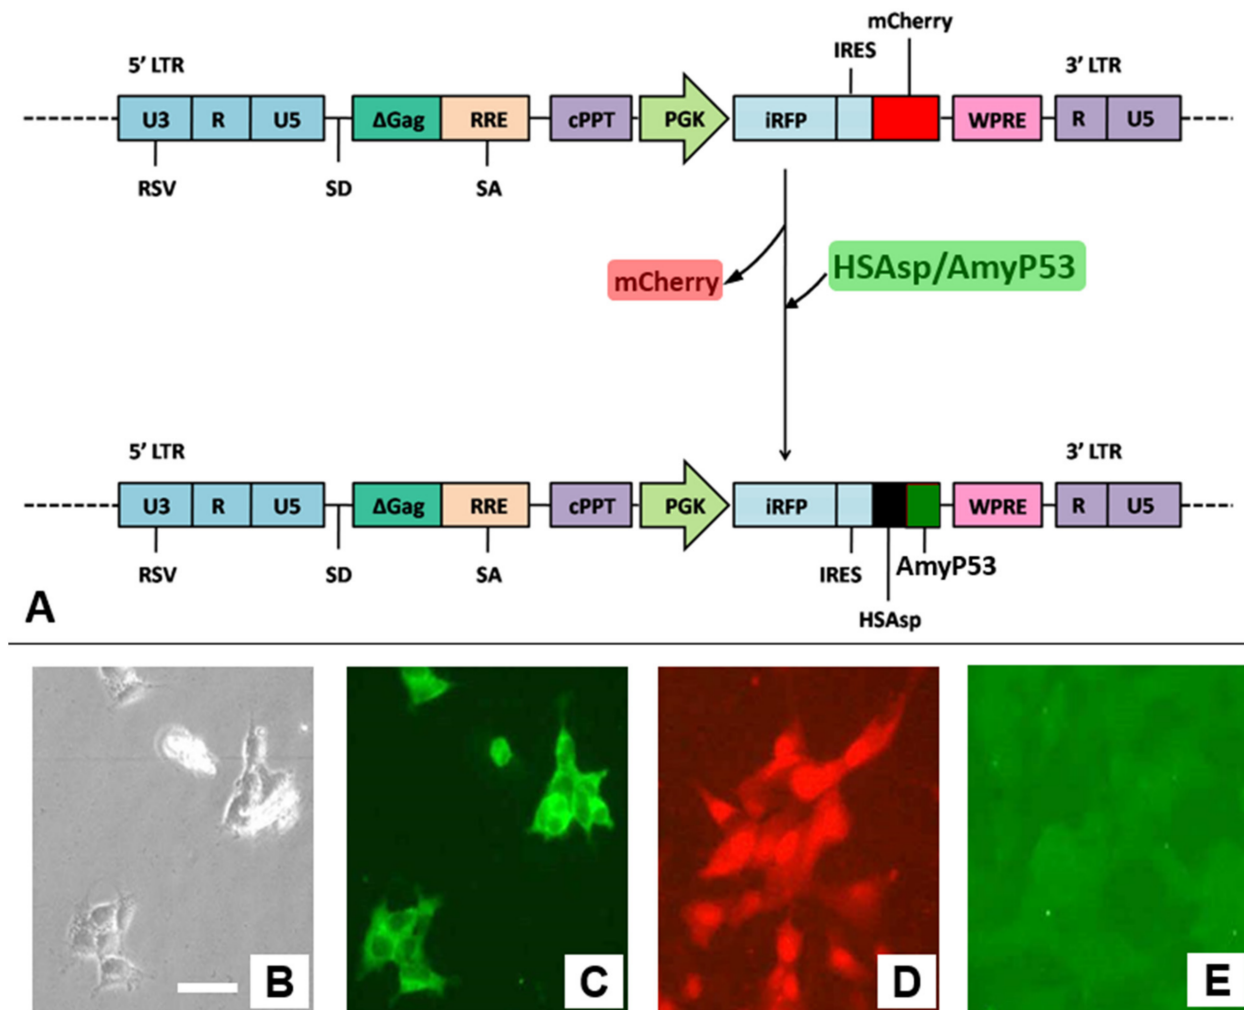 mCherry
IRES
5' LTR
3' LTR
U3 R U5 ΔGag RRE cPPT PGK iRFP WPRE R U5
RSV SD SA
mCherry
HSAsp/AmyP53
5' LTR
3' LTR
U3 R U5 ΔGag RRE cPPT PGK iRFP WPRE R U5
RSV SD SA IRES AmyP53
HSAsp
A
B C D E